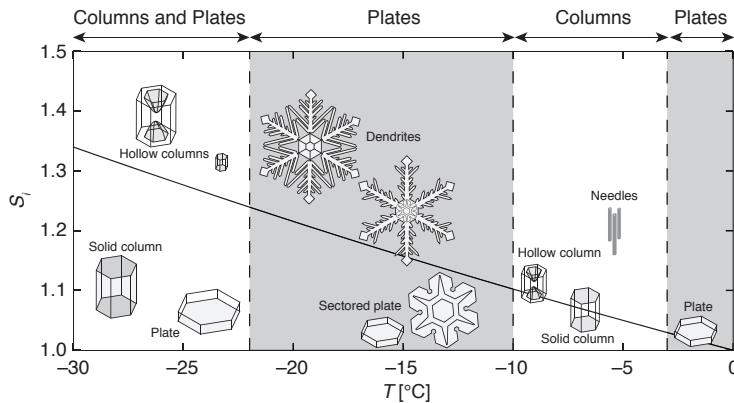 Columns and Plates Plates Columns Plates
1.5
1.4
1.3
1.2
1.1
1.0
S_i
Dendrites
Hollow columns
Needles
Solid column
Hollow column
Plate
Sectored plate
Solid column
Plate
−30 −25 −20 −15 −10 −5 0
T [°C]